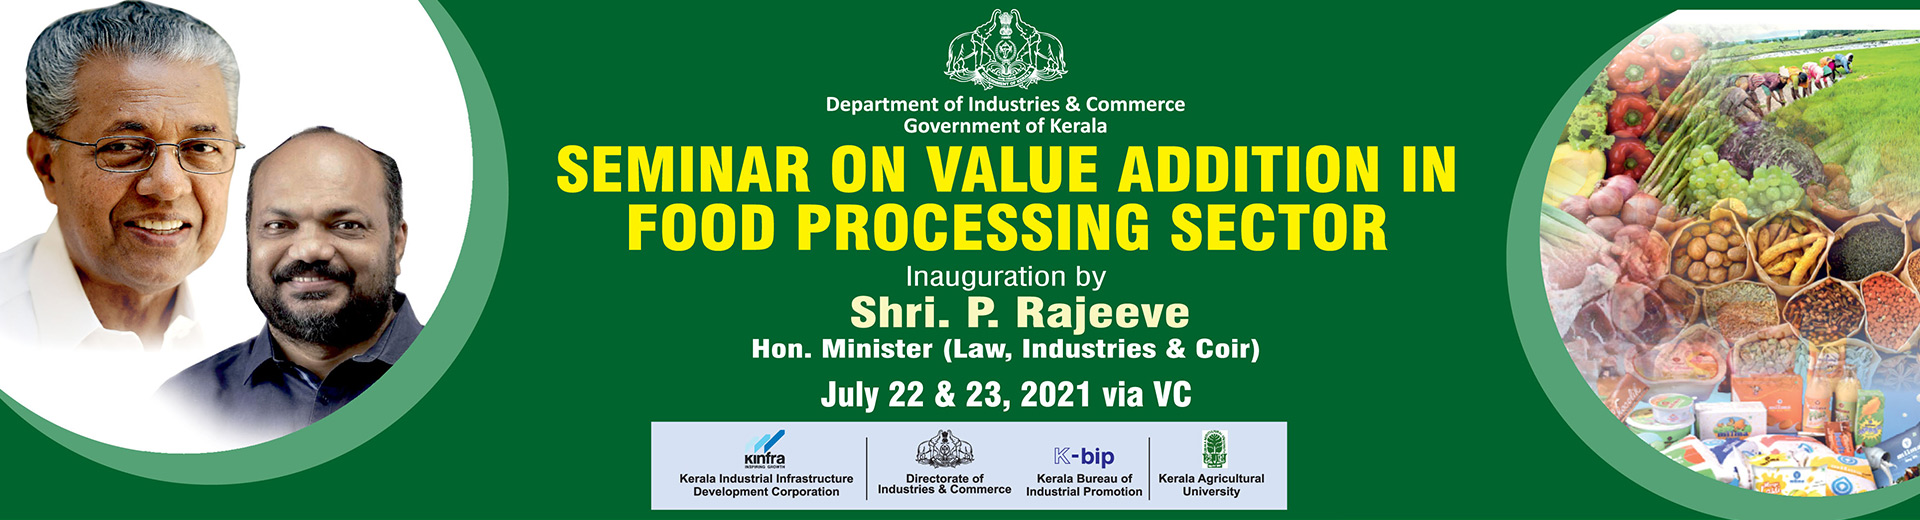 Department of Industries & Commerce
Government of Kerala
SEMINAR ON VALUE ADDITION IN
FOOD PROCESSING SECTOR
Inauguration by
Shri. P. Rajeeve
Hon. Minister (Law, Industries & Coir)
July 22 & 23, 2021 via VC
KINFRA
INSPIRING GROWTH
Kerala Industrial Infrastructure
Development Corporation
Directorate of
Industries & Commerce
K-bip
Kerala Bureau of
Industrial Promotion
Kerala Agricultural
University